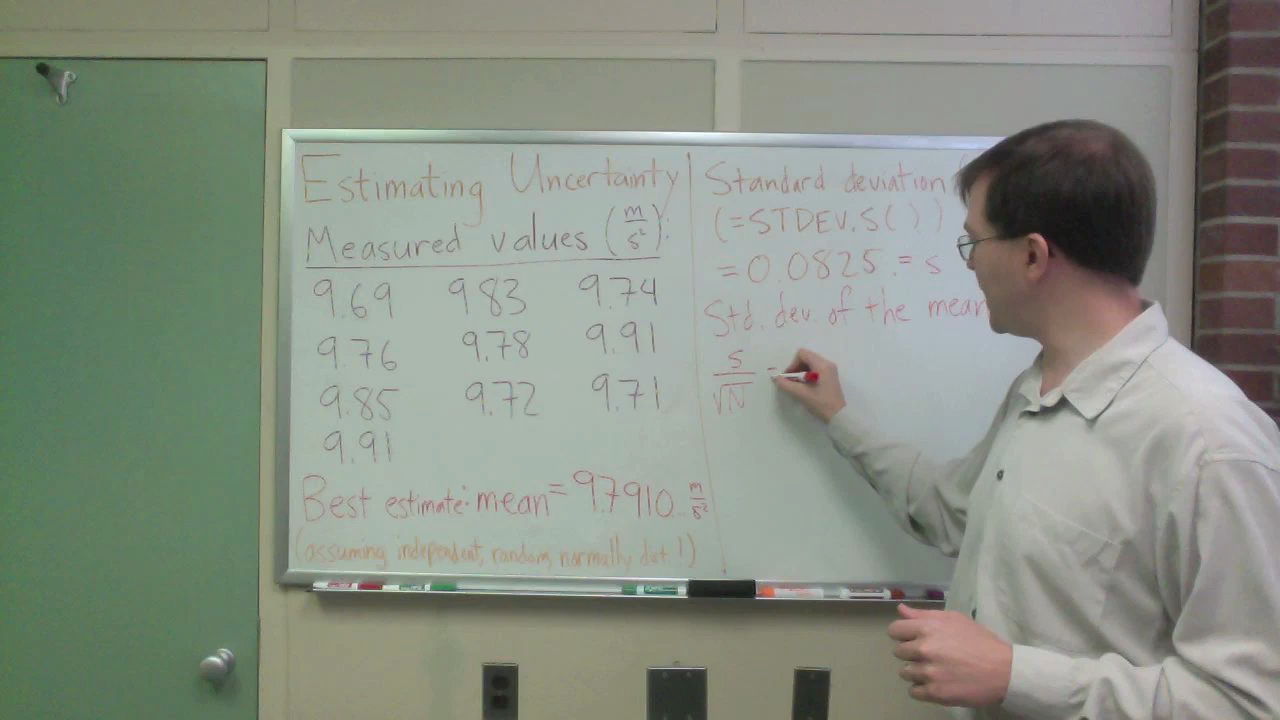 Estimating Uncertainty
Measured values (m/s²):
9.69 9.83 9.74
9.76 9.78 9.91
9.85 9.72 9.71
9.91
Best estimate: mean = 9.7910... m/s²
(assuming independent, random, normally dist!)
Standard deviation
(=STDEV.S( ))
= 0.0825.. = s
Std. dev. of the mean
s/√N =